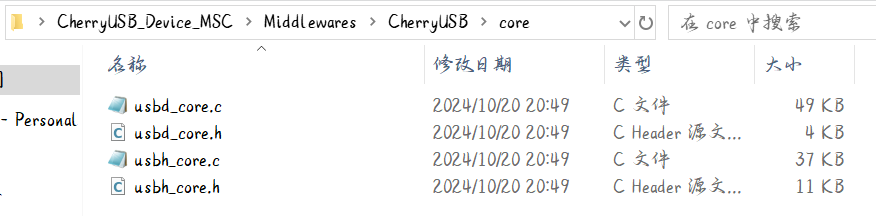 CherryUSB_Device_MSC > Middlewares > CherryUSB > core
在 core 中搜索
名称 修改日期 类型 大小
usbd_core.c 2024/10/20 20:49 C 文件 49 KB
- Personal
usbd_core.h 2024/10/20 20:49 C Header 源文... 4 KB
usbh_core.c 2024/10/20 20:49 C 文件 37 KB
usbh_core.h 2024/10/20 20:49 C Header 源文... 11 KB